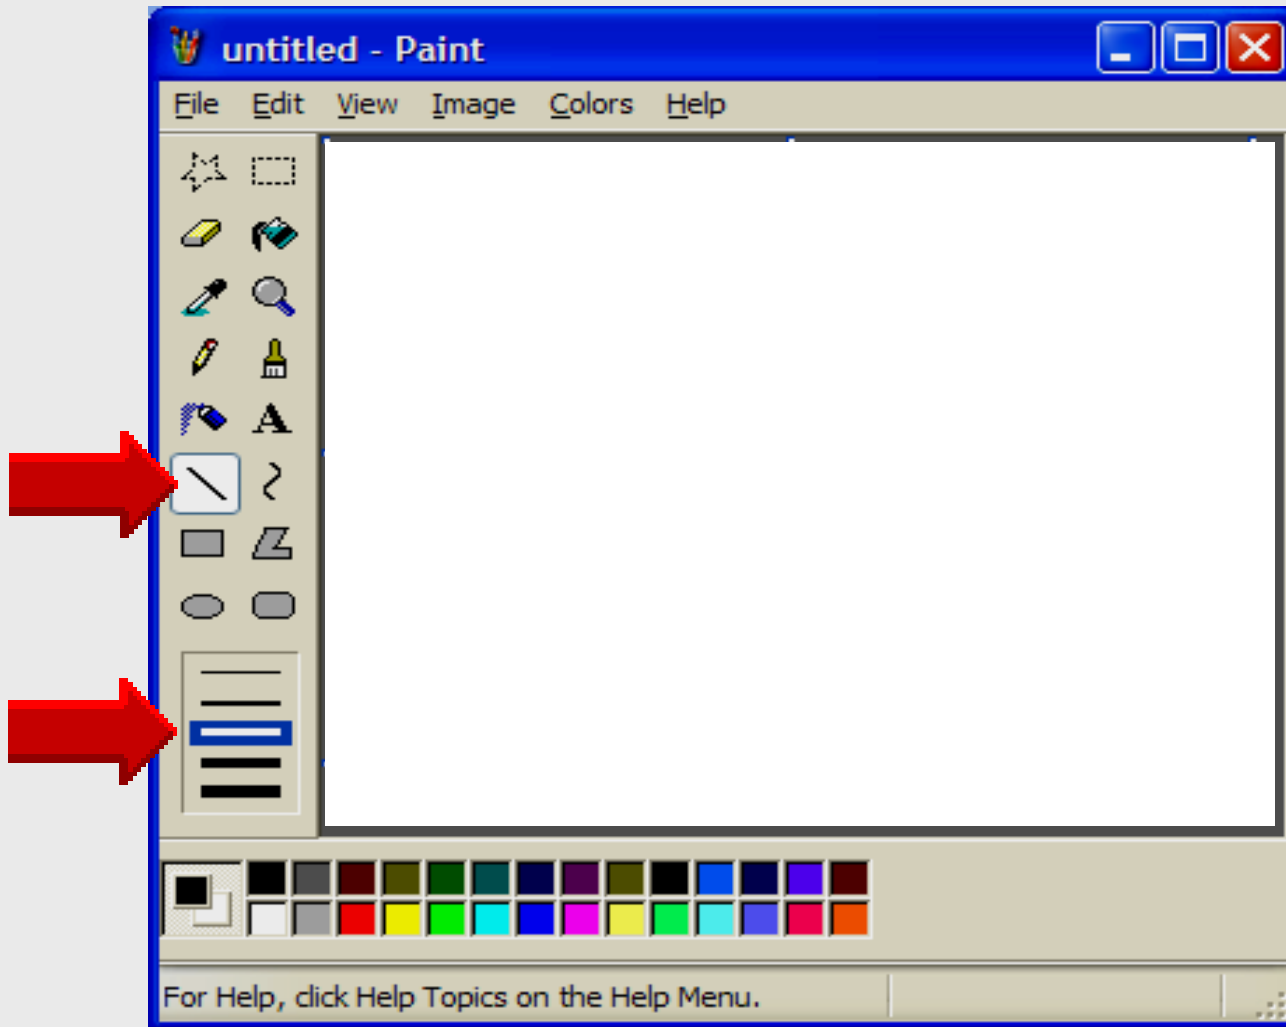 untitled - Paint
File Edit View Image Colors Help
A
For Help, click Help Topics on the Help Menu.